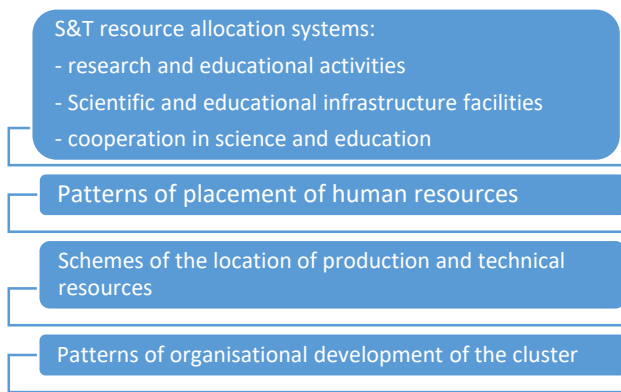 S&T resource allocation systems:
- research and educational activities
- Scientific and educational infrastructure facilities
- cooperation in science and education
Patterns of placement of human resources
Schemes of the location of production and technical
resources
Patterns of organisational development of the cluster